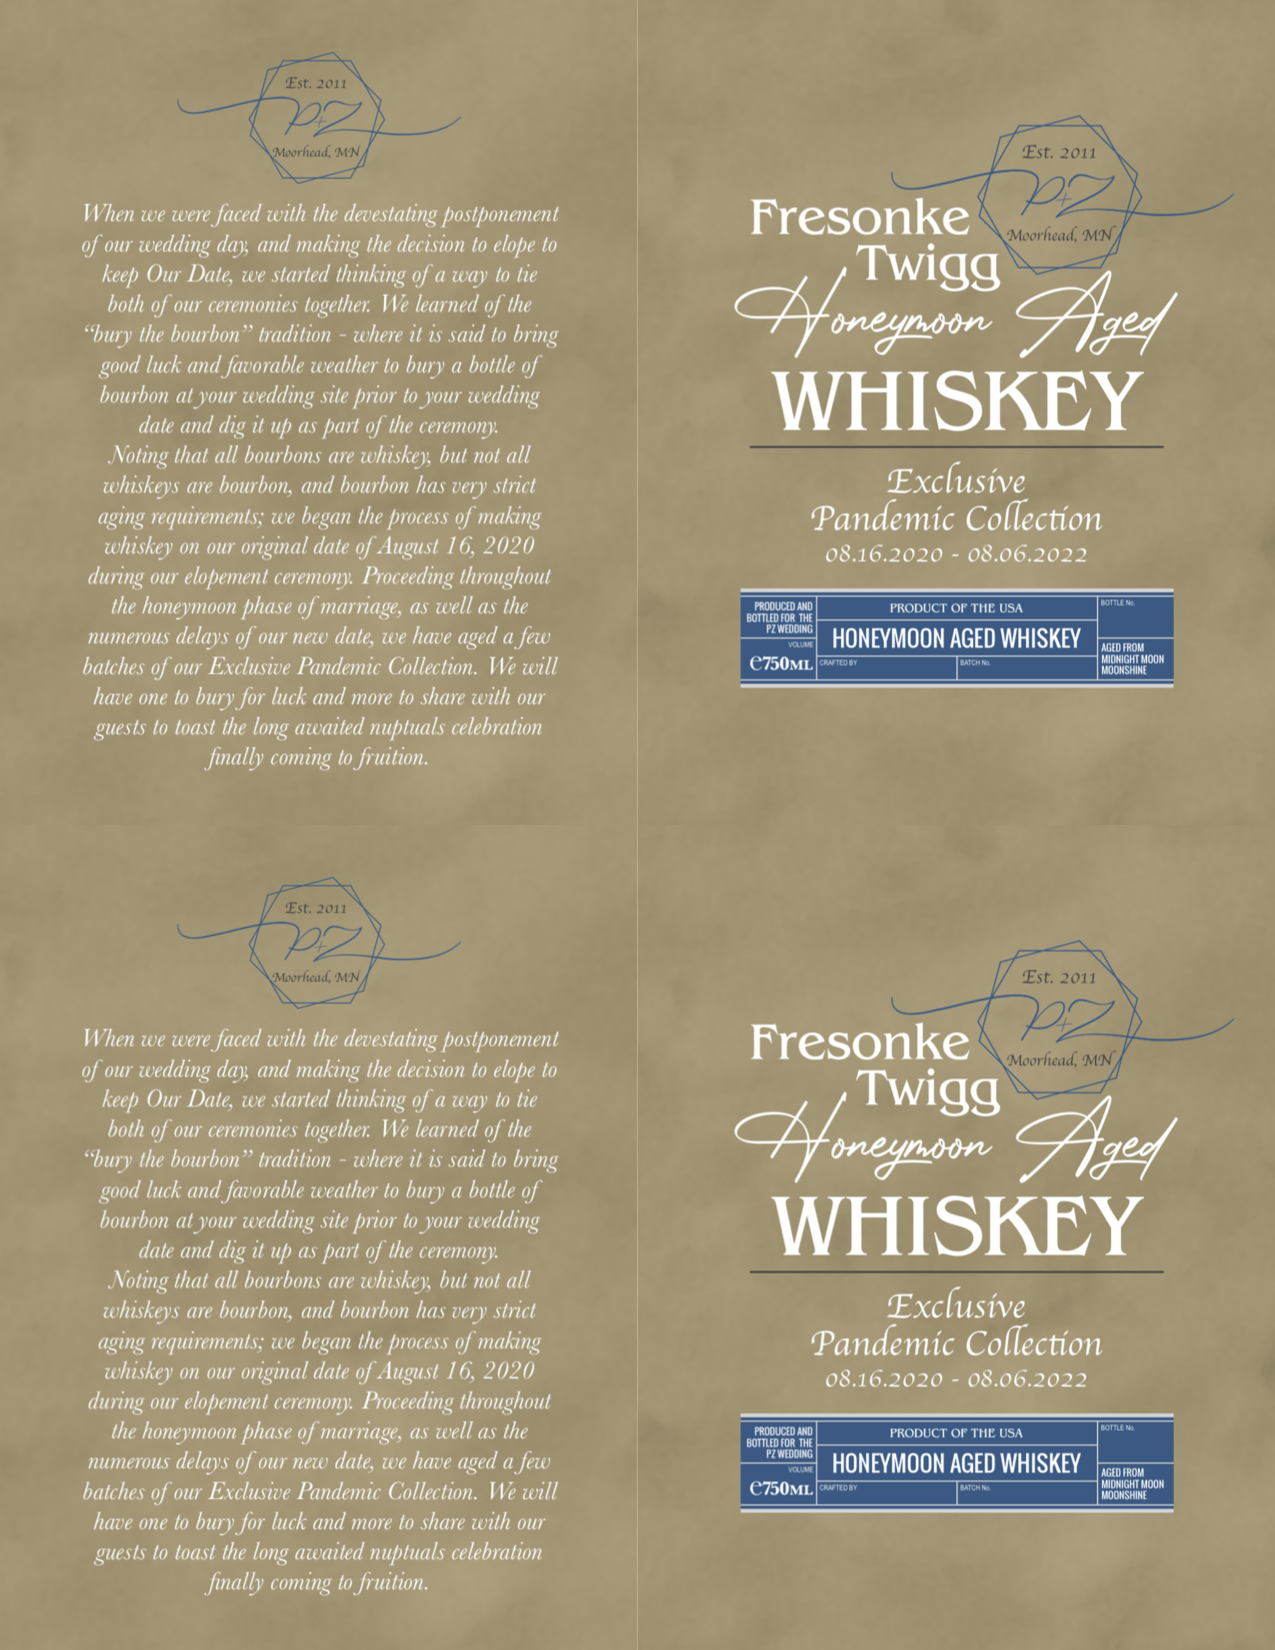 Est. 2011
P+Z
Moorhead, MN
When we were faced with the devestating postponement
of our wedding day, and making the decision to elope to
keep Our Date, we started thinking of a way to tie
both of our ceremonies together. We learned of the
“bury the bourbon” tradition - where it is said to bring
good luck and favorable weather to bury a bottle of
bourbon at your wedding site prior to your wedding
date and dig it up as part of the ceremony.
Noting that all bourbons are whiskey, but not all
whiskeys are bourbon, and bourbon has very strict
aging requirements; we began the process of making
whiskey on our original date of August 16, 2020
during our elopement ceremony. Proceeding throughout
the honeymoon phase of marriage, as well as the
numerous delays of our new date, we have aged a few
batches of our Exclusive Pandemic Collection. We will
have one to bury for luck and more to share with our
guests to toast the long awaited nuptuals celebration
finally coming to fruition.
Est. 2011
P+Z
Moorhead, MN
Fresonke
Twigg
Honeymoon Aged
WHISKEY
Exclusive
Pandemic Collection
08.16.2020 - 08.06.2022
PRODUCED AND
BOTTLED FOR THE
PZ WEDDING
VOLUME
℮750ML
PRODUCT OF THE USA
HONEYMOON AGED WHISKEY
CRAFTED BY
BATCH No.
BOTTLE No.
AGED FROM
MIDNIGHT MOON
MOONSHINE
Est. 2011
P+Z
Moorhead, MN
When we were faced with the devestating postponement
of our wedding day, and making the decision to elope to
keep Our Date, we started thinking of a way to tie
both of our ceremonies together. We learned of the
“bury the bourbon” tradition - where it is said to bring
good luck and favorable weather to bury a bottle of
bourbon at your wedding site prior to your wedding
date and dig it up as part of the ceremony.
Noting that all bourbons are whiskey, but not all
whiskeys are bourbon, and bourbon has very strict
aging requirements; we began the process of making
whiskey on our original date of August 16, 2020
during our elopement ceremony. Proceeding throughout
the honeymoon phase of marriage, as well as the
numerous delays of our new date, we have aged a few
batches of our Exclusive Pandemic Collection. We will
have one to bury for luck and more to share with our
guests to toast the long awaited nuptuals celebration
finally coming to fruition.
Est. 2011
P+Z
Moorhead, MN
Fresonke
Twigg
Honeymoon Aged
WHISKEY
Exclusive
Pandemic Collection
08.16.2020 - 08.06.2022
PRODUCED AND
BOTTLED FOR THE
PZ WEDDING
VOLUME
℮750ML
PRODUCT OF THE USA
HONEYMOON AGED WHISKEY
CRAFTED BY
BATCH No.
BOTTLE No.
AGED FROM
MIDNIGHT MOON
MOONSHINE